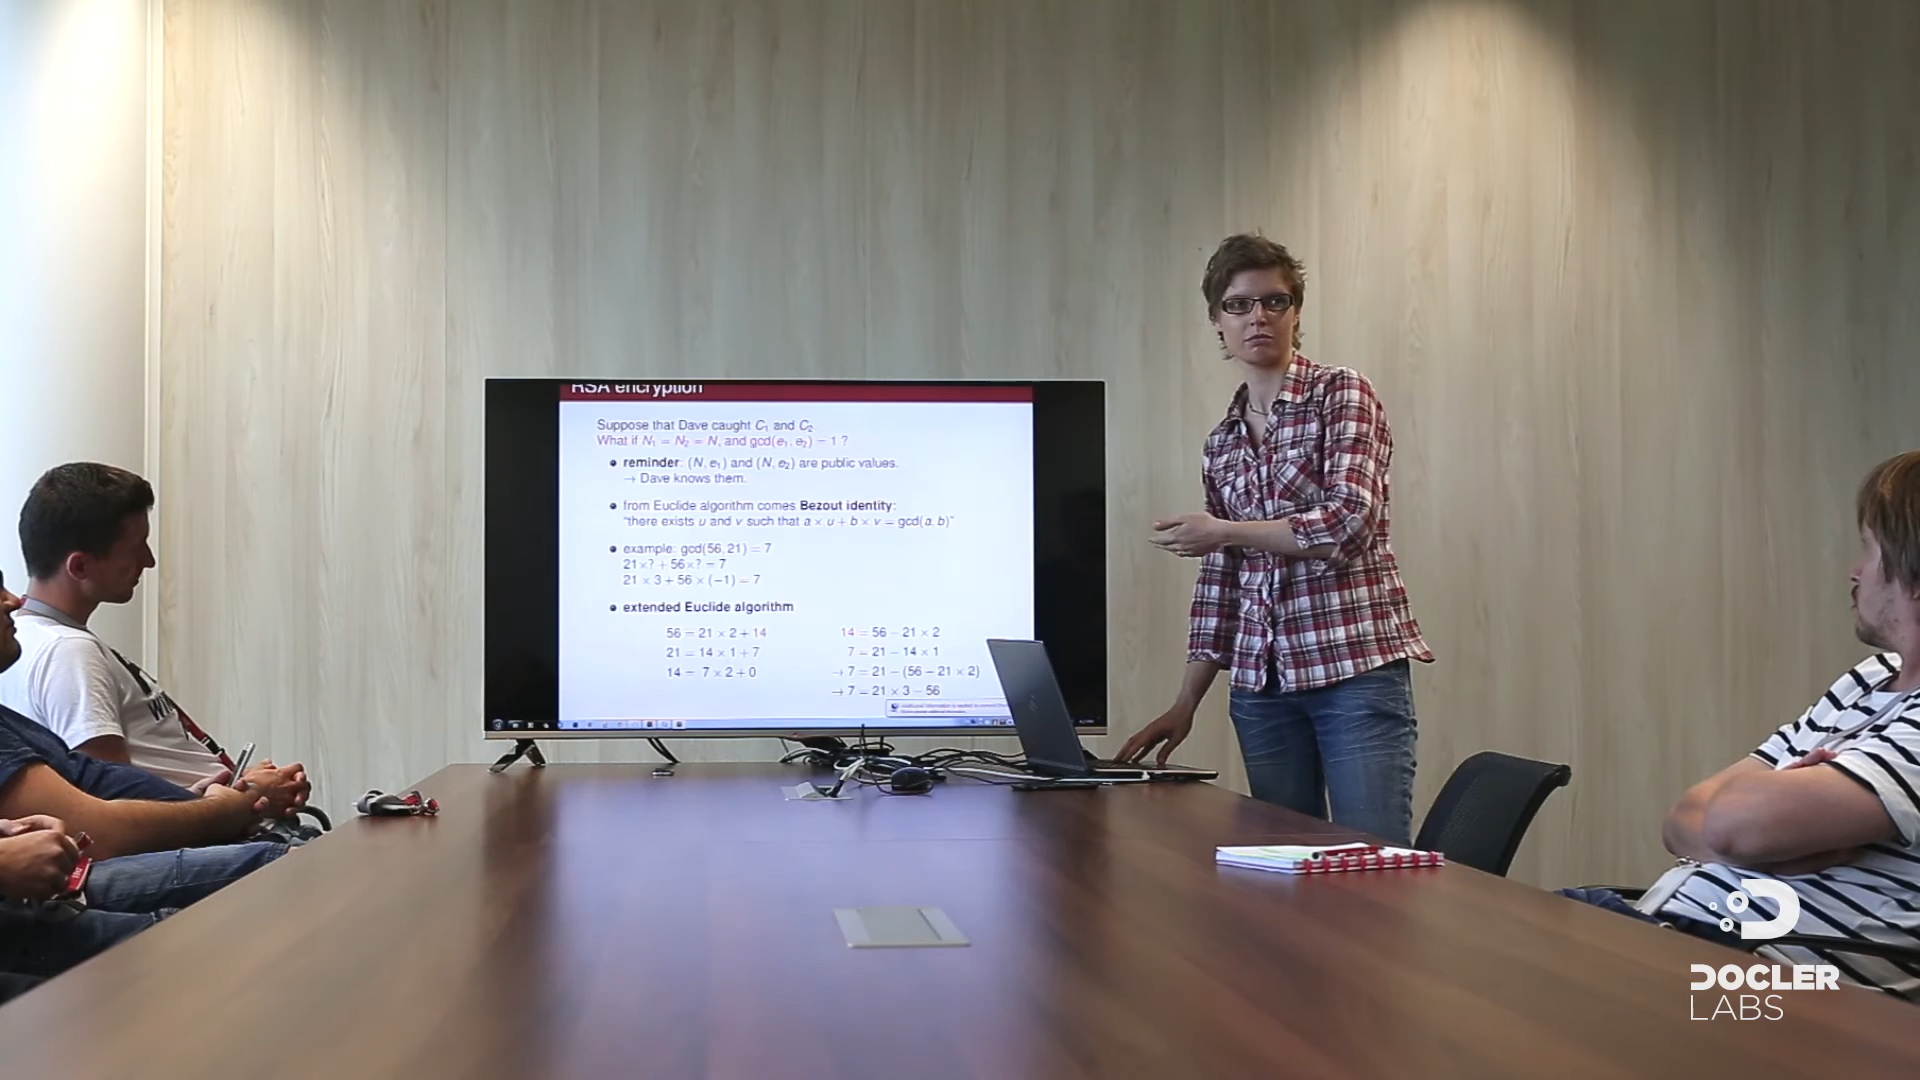 RSA encryption
Suppose that Dave caught C₁ and C₂.
What if N₁ = N₂ = N, and gcd(e₁, e₂) = 1 ?
• reminder: (N, e₁) and (N, e₂) are public values.
→ Dave knows them.
• from Euclide algorithm comes Bezout identity:
"there exists u and v such that a × u + b × v = gcd(a, b)"
• example: gcd(56, 21) = 7
21×? + 56×? = 7
21 × 3 + 56 × (−1) = 7
• extended Euclide algorithm
56 = 21 × 2 + 14
21 = 14 × 1 + 7
14 = 7 × 2 + 0
14 = 56 − 21 × 2
7 = 21 − 14 × 1
→ 7 = 21 − (56 − 21 × 2)
→ 7 = 21 × 3 − 56
DOCLER
LABS